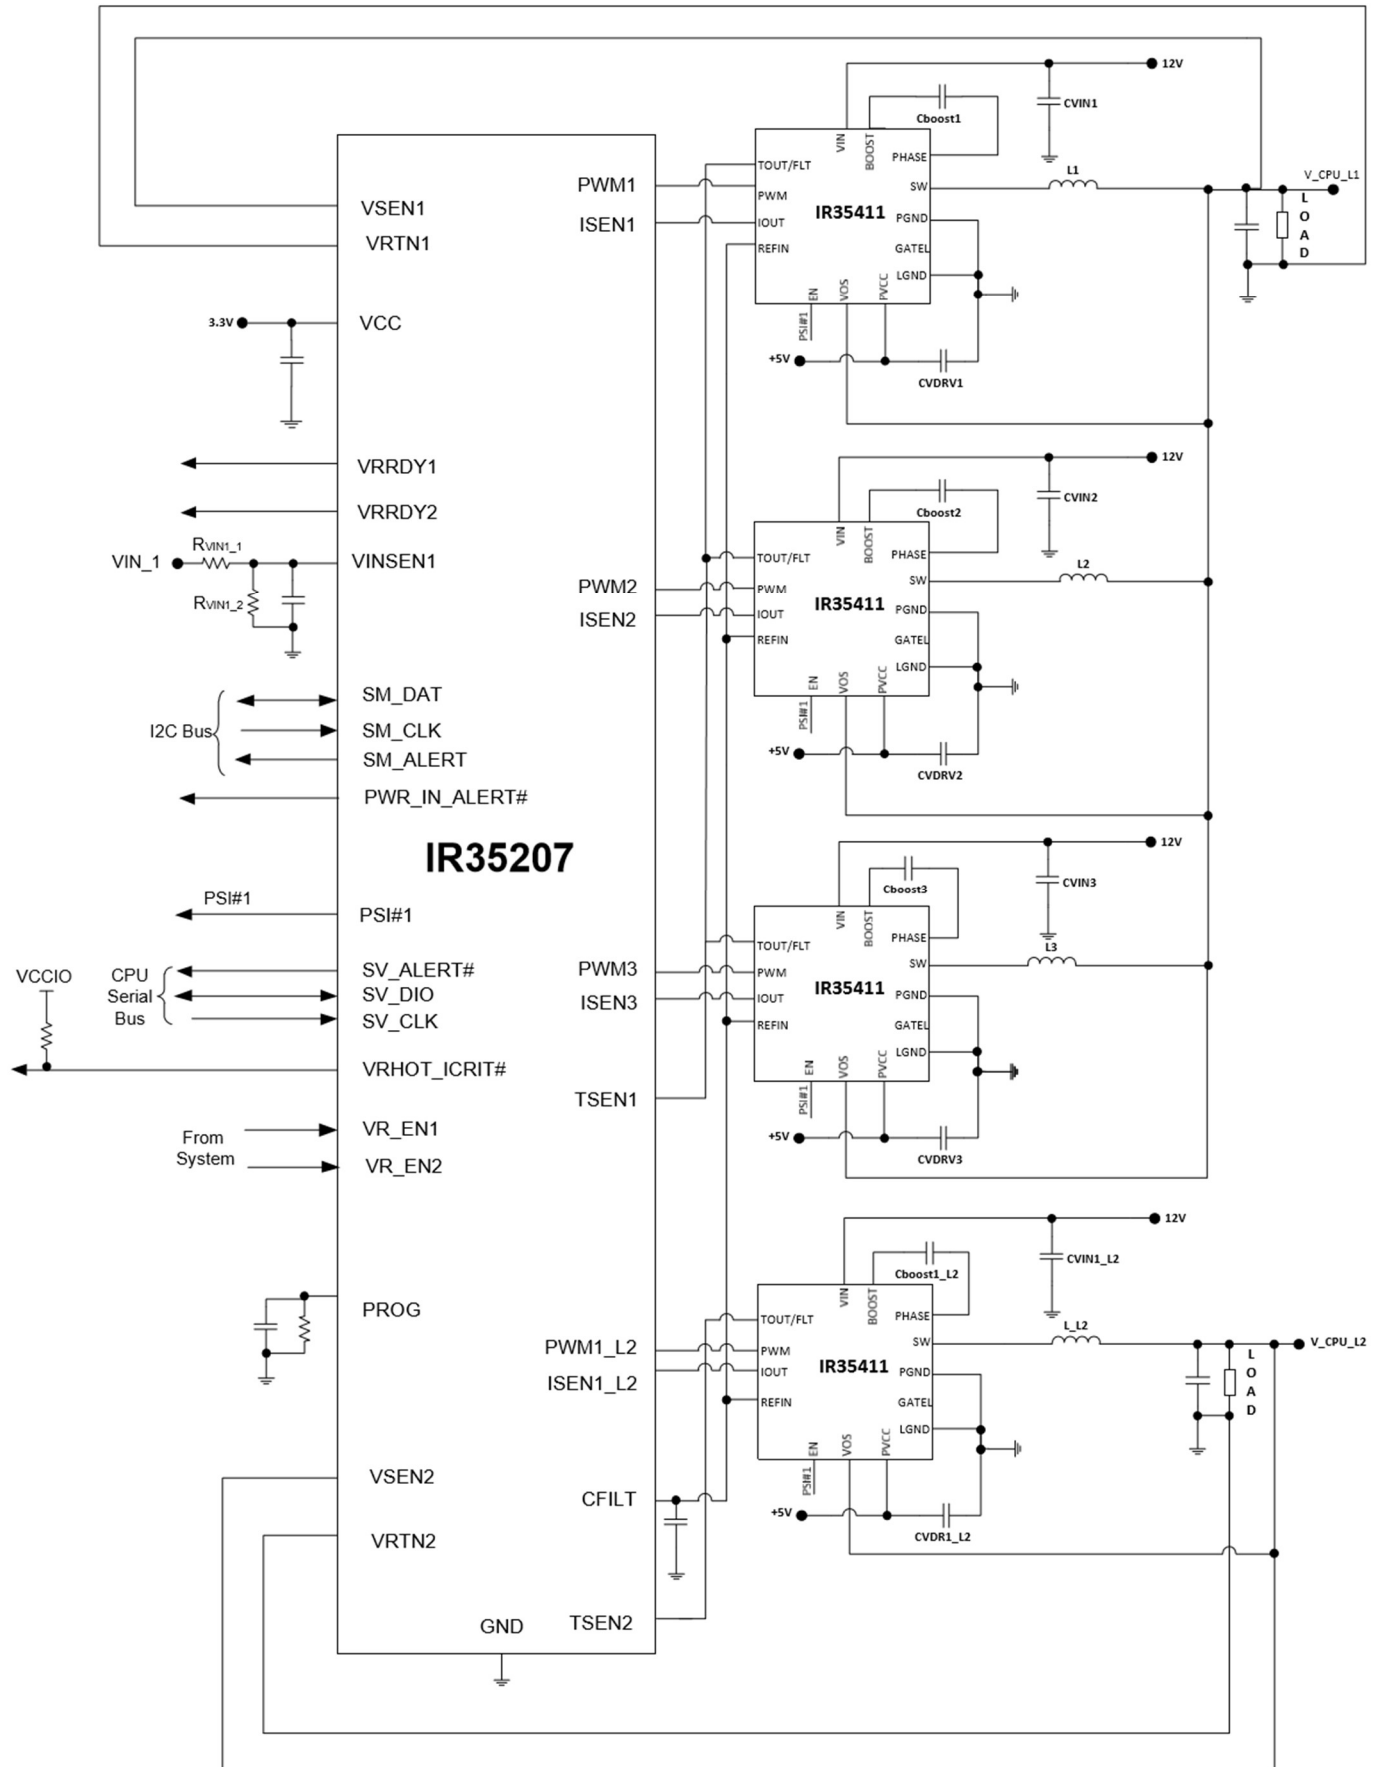 12V
CVIN1
Cboost1
VIN
BOOST
PHASE
TOUT/FLT
PWM1
PWM
SW
L1
V_CPU_L1
LOAD
VSEN1
ISEN1
IOUT
IR35411
PGND
VRTN1
REFIN
GATEL
LGND
EN
VOS
PVCC
PSI#1
3.3V
VCC
+5V
CVDRV1
12V
VRRDY1
CVIN2
Cboost2
VRRDY2
VIN
BOOST
RVIN1_1
PHASE
VIN_1
VINSEN1
TOUT/FLT
L2
SW
PWM2
PWM
RVIN1_2
IR35411
PGND
ISEN2
IOUT
REFIN
GATEL
LGND
EN
VOS
PVCC
PSI#1
SM_DAT
I2C Bus
SM_CLK
+5V
SM_ALERT
CVDRV2
PWR_IN_ALERT#
12V
IR35207
CVIN3
Cboost3
PSI#1
PSI#1
VIN
BOOST
PHASE
TOUT/FLT
L3
SW
VCCIO
CPU
Serial
Bus
SV_ALERT#
PWM3
PWM
SV_DIO
ISEN3
IOUT
IR35411
PGND
SV_CLK
REFIN
GATEL
LGND
VRHOT_ICRIT#
EN
VOS
PVCC
PSI#1
TSEN1
From
System
VR_EN1
+5V
CVDRV3
VR_EN2
12V
CVIN1_L2
Cboost1_L2
VIN
BOOST
PROG
PHASE
TOUT/FLT
L_L2
SW
V_CPU_L2
PWM1_L2
PWM
LOAD
IOUT
IR35411
PGND
ISEN1_L2
REFIN
GATEL
LGND
EN
VOS
PVCC
PSI#1
VSEN2
CFILT
+5V
CVDR1_L2
VRTN2
GND
TSEN2